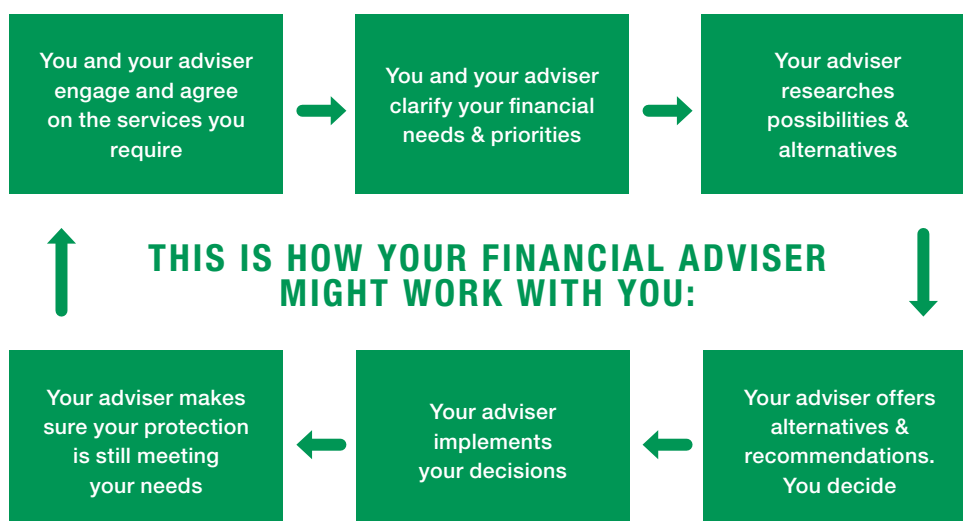 You and your adviser
engage and agree
on the services you
require
You and your adviser
clarify your financial
needs & priorities
Your adviser
researches
possibilities &
alternatives
THIS IS HOW YOUR FINANCIAL ADVISER
MIGHT WORK WITH YOU:
Your adviser makes
sure your protection
is still meeting
your needs
Your adviser
implements
your decisions
Your adviser offers
alternatives &
recommendations.
You decide